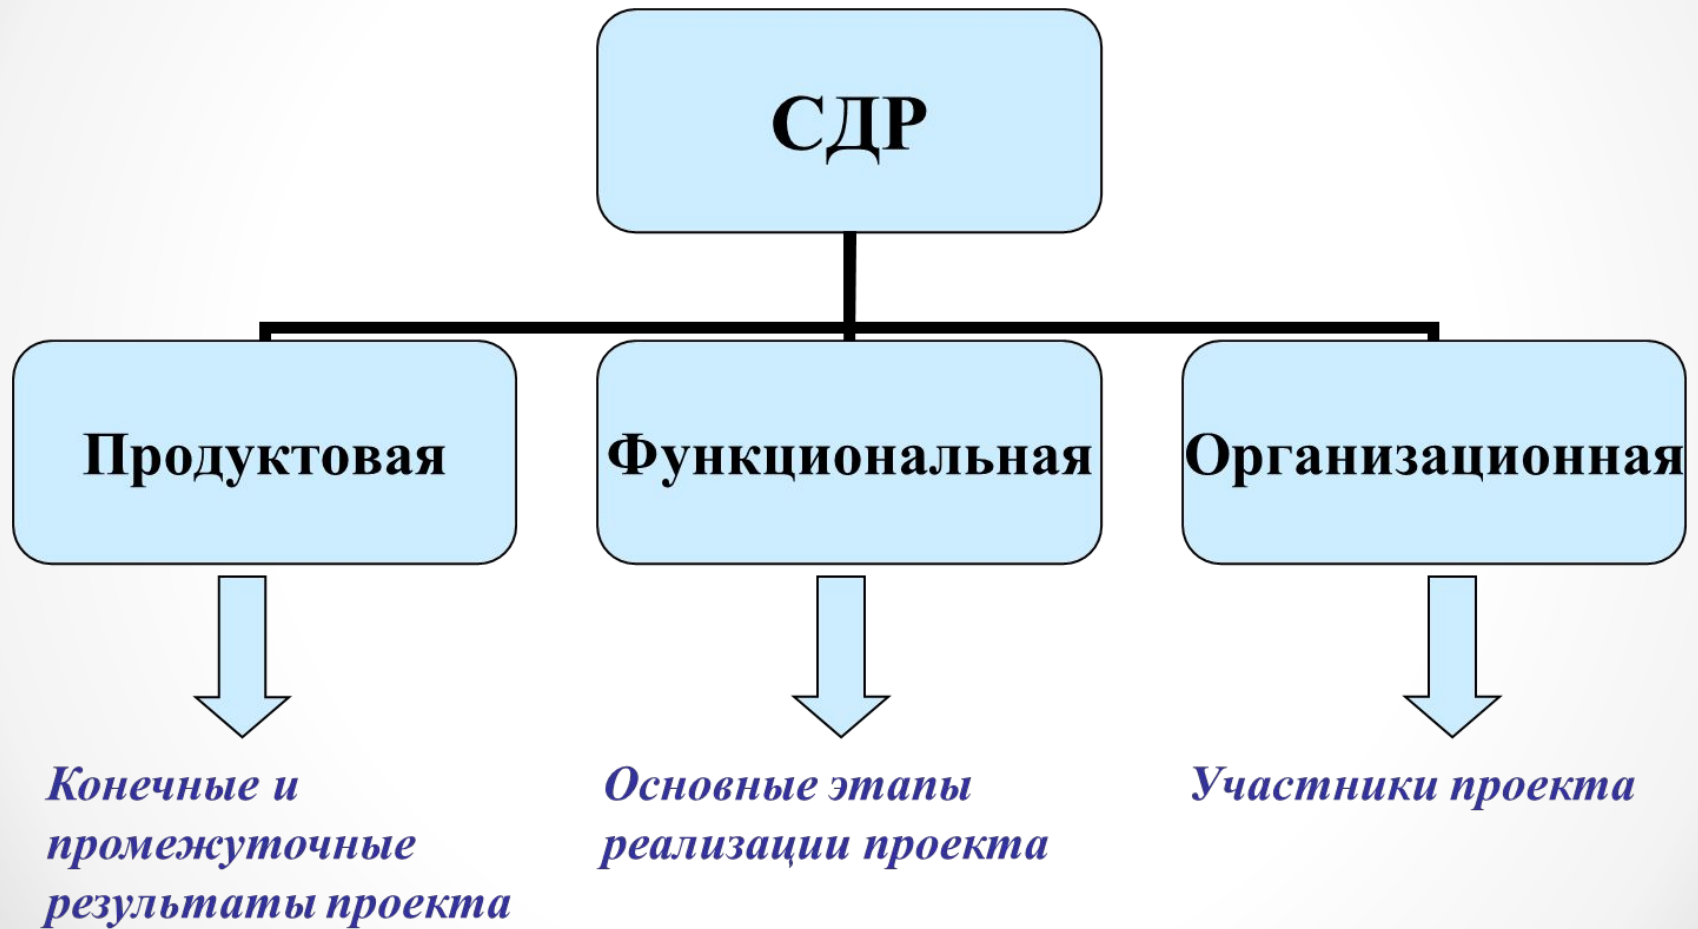 СДР
Продуктовая
Функциональная
Организационная
Конечные и
промежуточные
результаты проекта
Основные этапы
реализации проекта
Участники проекта